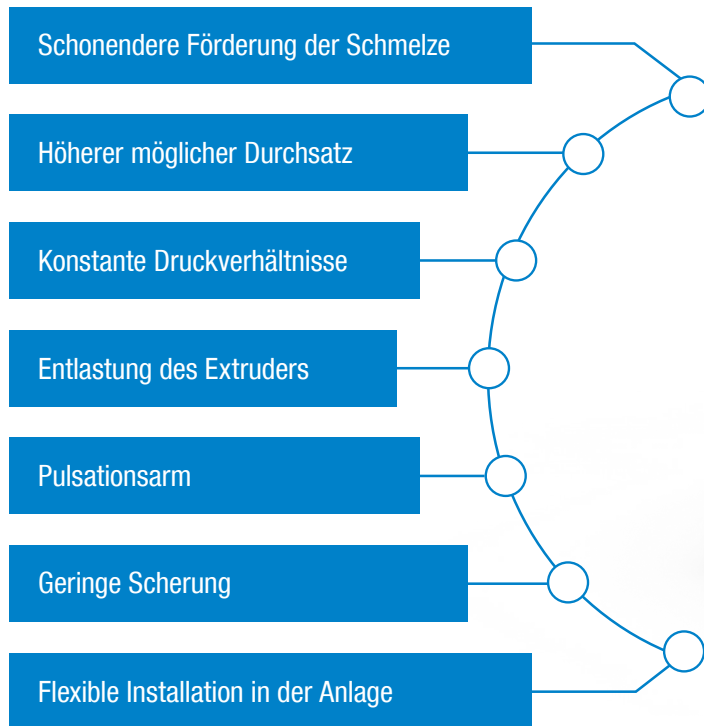 Schonendere Förderung der Schmelze
Höherer möglicher Durchsatz
Konstante Druckverhältnisse
Entlastung des Extruders
Pulsationsarm
Geringe Scherung
Flexible Installation in der Anlage